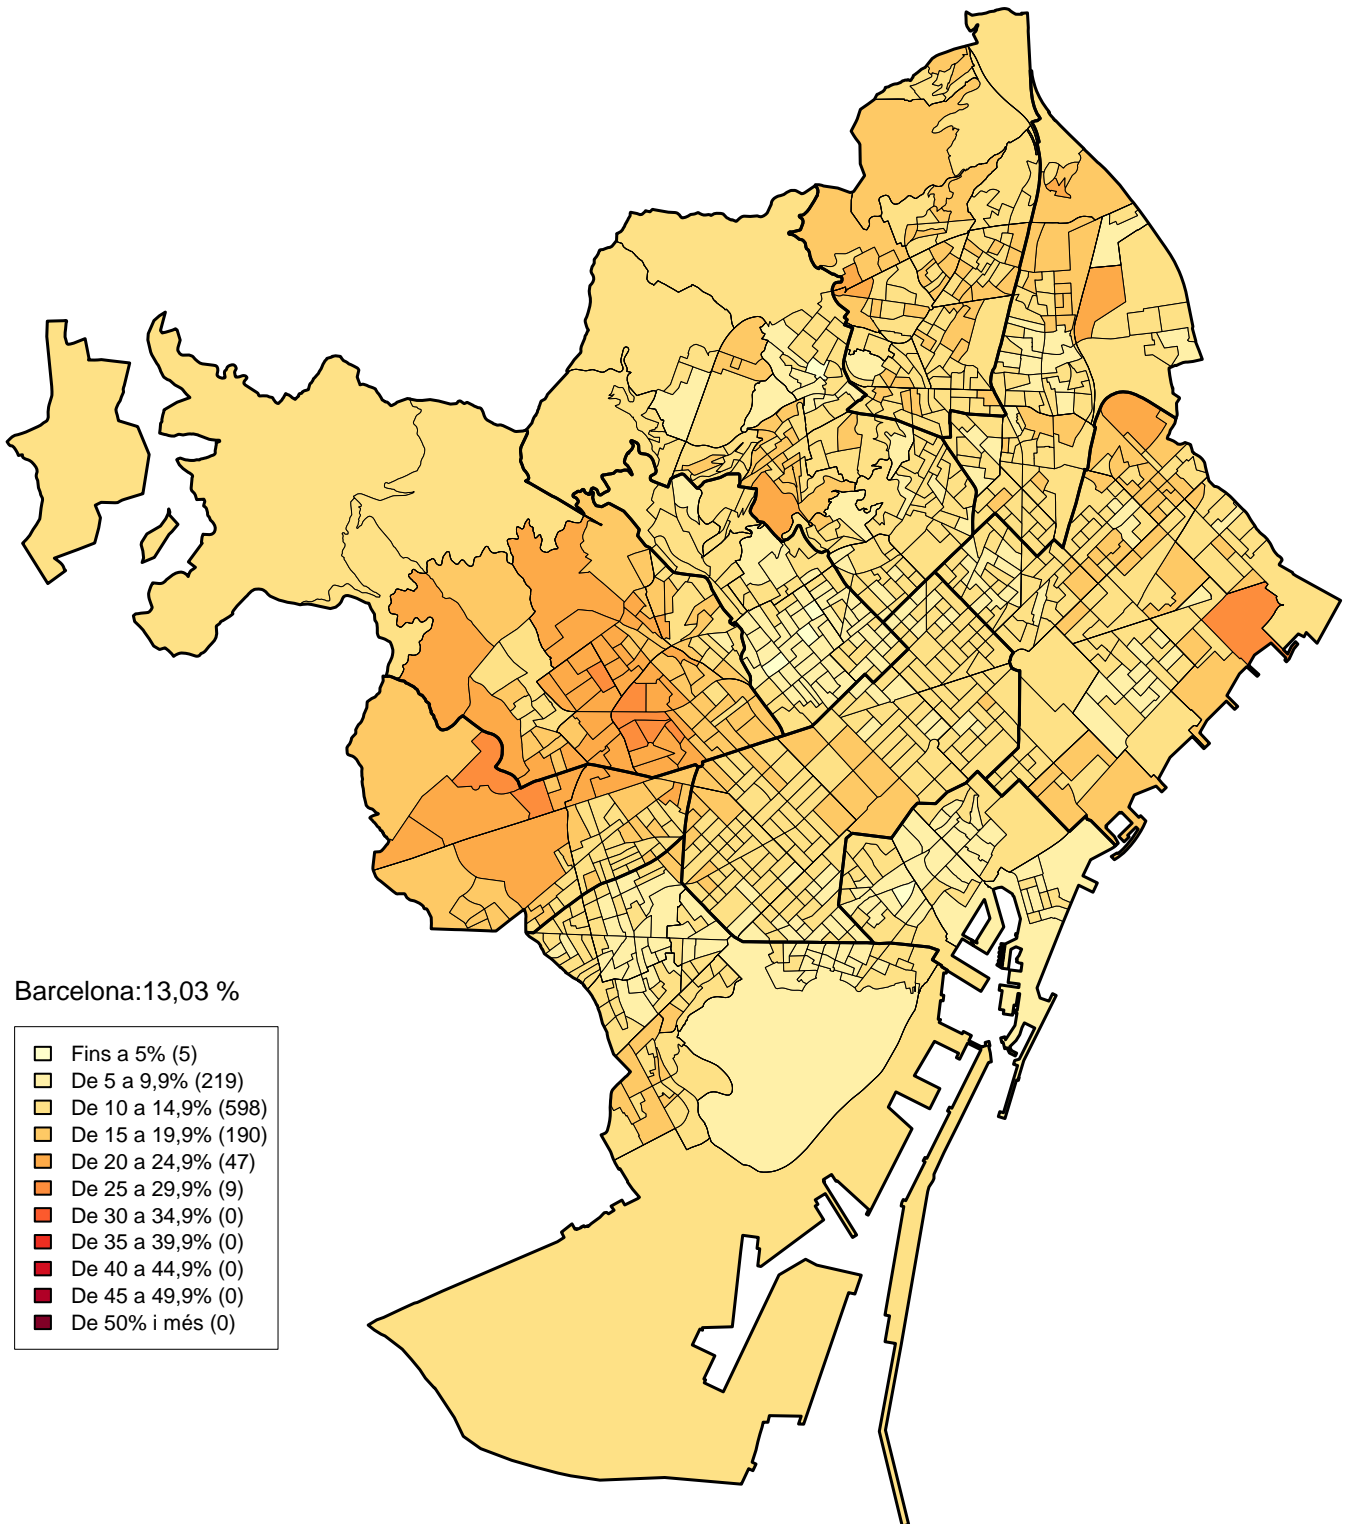 Barcelona:13,03 %
Fins a 5% (5)
De 5 a 9,9% (219)
De 10 a 14,9% (598)
De 15 a 19,9% (190)
De 20 a 24,9% (47)
De 25 a 29,9% (9)
De 30 a 34,9% (0)
De 35 a 39,9% (0)
De 40 a 44,9% (0)
De 45 a 49,9% (0)
De 50% i més (0)